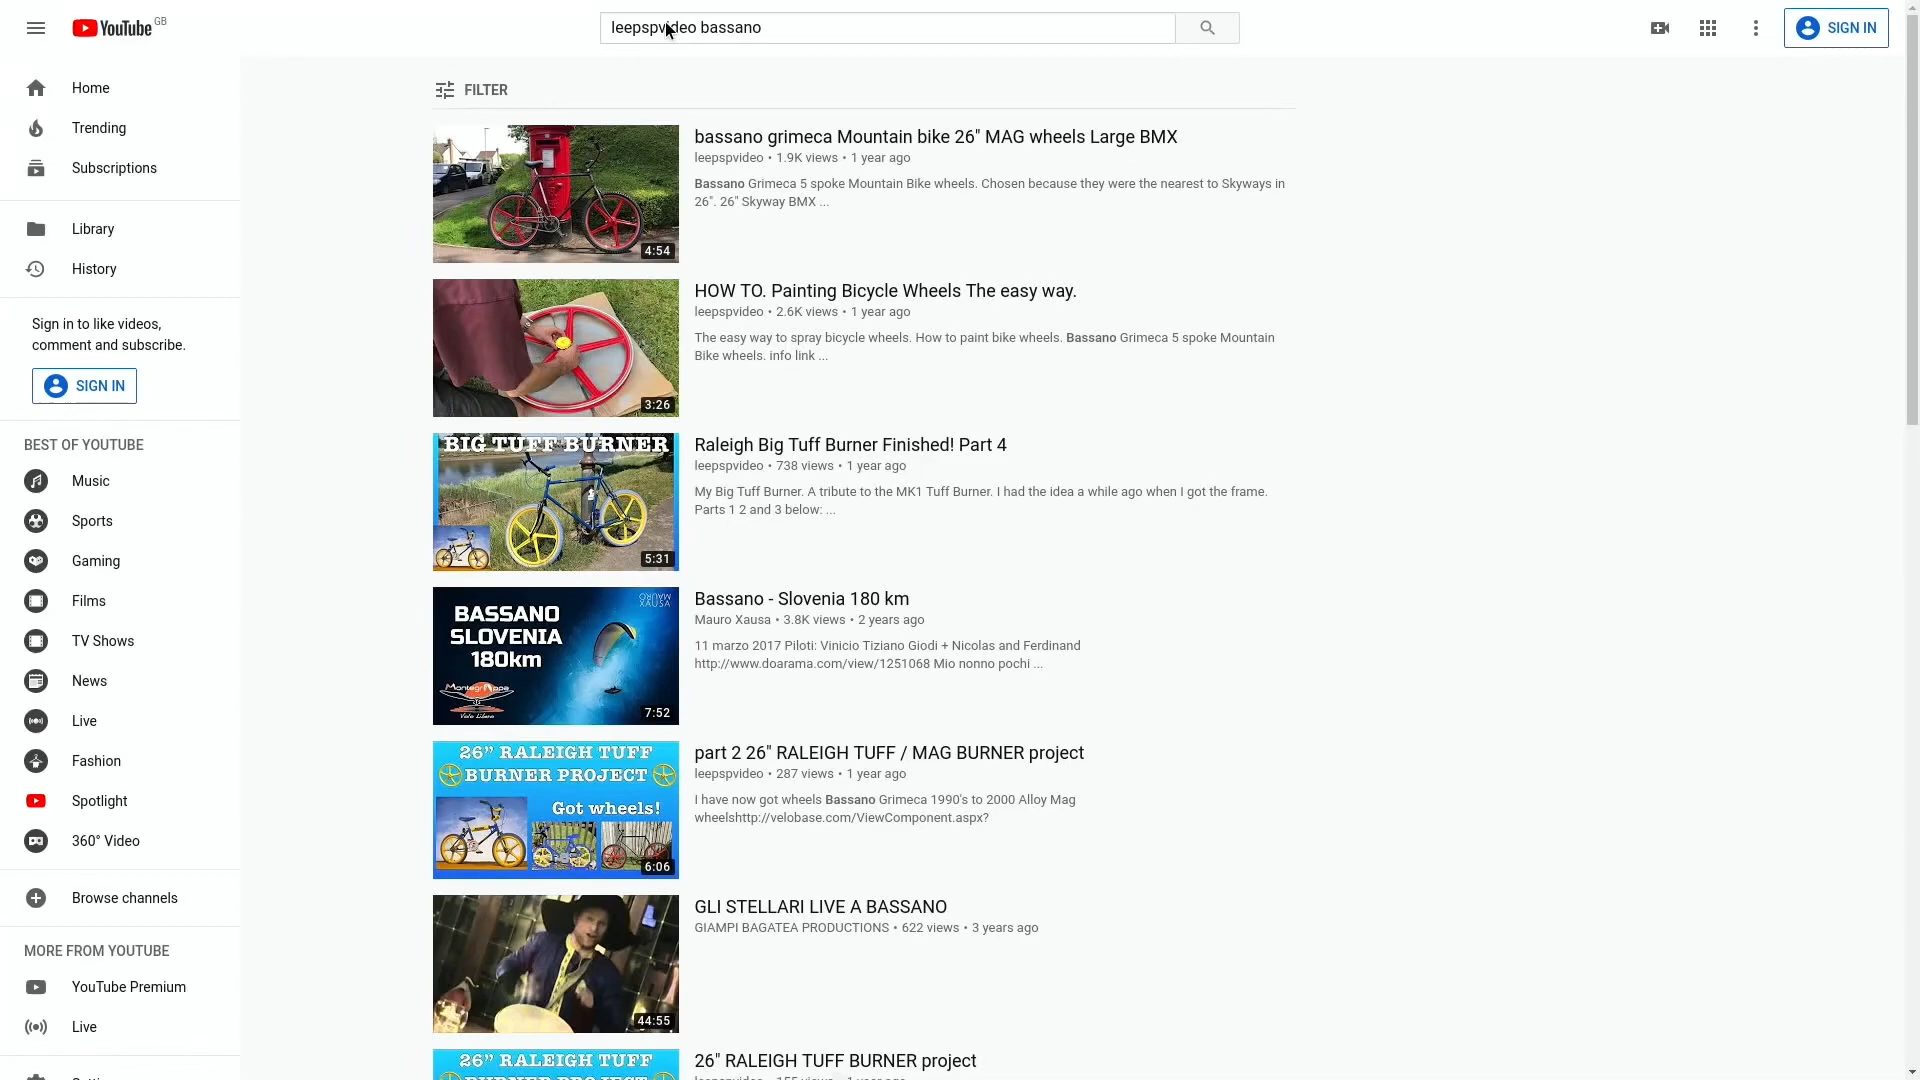 YouTube GB
leepspvideo bassano
SIGN IN
Home
Trending
Subscriptions
Library
History
Sign in to like videos,
comment and subscribe.
SIGN IN
BEST OF YOUTUBE
Music
Sports
Gaming
Films
TV Shows
News
Live
Fashion
Spotlight
360° Video
Browse channels
MORE FROM YOUTUBE
YouTube Premium
Live
FILTER
4:54
bassano grimeca Mountain bike 26" MAG wheels Large BMX
leepspvideo • 1.9K views • 1 year ago
Bassano Grimeca 5 spoke Mountain Bike wheels. Chosen because they were the nearest to Skyways in
26". 26" Skyway BMX ...
3:26
HOW TO. Painting Bicycle Wheels The easy way.
leepspvideo • 2.6K views • 1 year ago
The easy way to spray bicycle wheels. How to paint bike wheels. Bassano Grimeca 5 spoke Mountain
Bike wheels. info link ...
BIG TUFF BURNER
5:31
Raleigh Big Tuff Burner Finished! Part 4
leepspvideo • 738 views • 1 year ago
My Big Tuff Burner. A tribute to the MK1 Tuff Burner. I had the idea a while ago when I got the frame.
Parts 1 2 and 3 below: ...
BASSANO
SLOVENIA
180km
MAURO
XAUSA
7:52
Bassano - Slovenia 180 km
Mauro Xausa • 3.8K views • 2 years ago
11 marzo 2017 Piloti: Vinicio Tiziano Giodi + Nicolas and Ferdinand
http://www.doarama.com/view/1251068 Mio nonno pochi ...
26” RALEIGH TUFF
BURNER PROJECT
Got wheels!
6:06
part 2 26" RALEIGH TUFF / MAG BURNER project
leepspvideo • 287 views • 1 year ago
I have now got wheels Bassano Grimeca 1990's to 2000 Alloy Mag
wheelshttp://velobase.com/ViewComponent.aspx?
44:55
GLI STELLARI LIVE A BASSANO
GIAMPI BAGATEA PRODUCTIONS • 622 views • 3 years ago
26” RALEIGH TUFF
BURNER PROJECT
26" RALEIGH TUFF BURNER project
leepspvideo • 155 views • 1 year ago